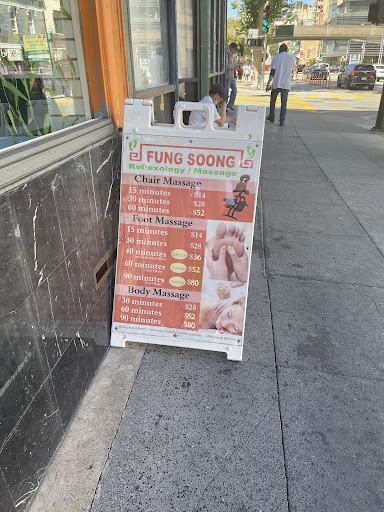 FUNG SOONG
Reflexology / Massage
Chair Massage
15 minutes $14
30 minutes $28
60 minutes $52
Foot Massage
15 minutes $14
30 minutes $28
40 minutes $36
60 minutes $52
90 minutes $80
Body Massage
30 minutes $28
60 minutes $52
90 minutes $80